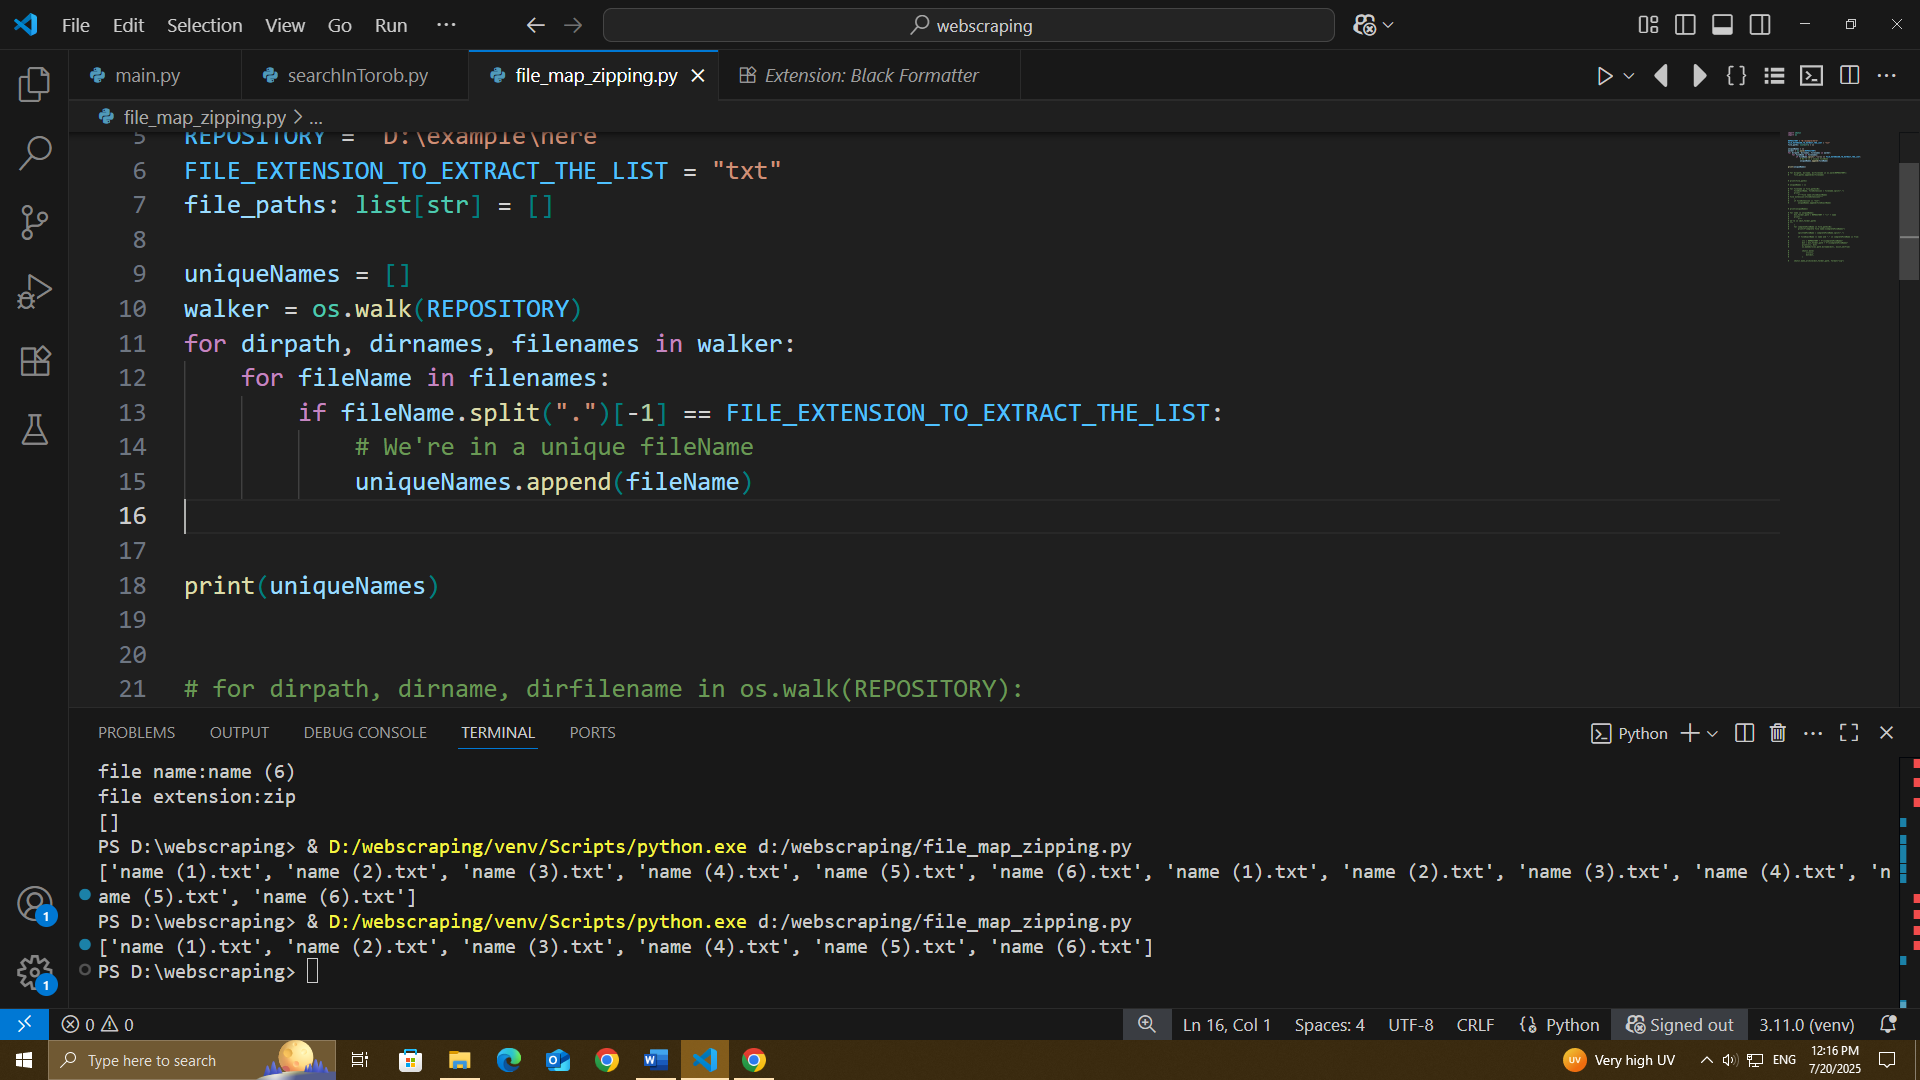 File Edit Selection View Go Run ··· webscraping
main.py searchInTorob.py file_map_zipping.py Extension: Black Formatter
file_map_zipping.py > ...
5 REPOSITORY = D:\example\here
6 FILE_EXTENSION_TO_EXTRACT_THE_LIST = "txt"
7 file_paths: list[str] = []
8
9 uniqueNames = []
10 walker = os.walk(REPOSITORY)
11 for dirpath, dirnames, filenames in walker:
12 for fileName in filenames:
13 if fileName.split(".")[-1] == FILE_EXTENSION_TO_EXTRACT_THE_LIST:
14 # We're in a unique fileName
15 uniqueNames.append(fileName)
16
17
18 print(uniqueNames)
19
20
21 # for dirpath, dirname, dirfilename in os.walk(REPOSITORY):
PROBLEMS OUTPUT DEBUG CONSOLE TERMINAL PORTS Python
file name:name (6)
file extension:zip
[]
PS D:\webscraping> & D:/webscraping/venv/Scripts/python.exe d:/webscraping/file_map_zipping.py
['name (1).txt', 'name (2).txt', 'name (3).txt', 'name (4).txt', 'name (5).txt', 'name (6).txt', 'name (1).txt', 'name (2).txt', 'name (3).txt', 'name (4).txt', 'n
ame (5).txt', 'name (6).txt']
PS D:\webscraping> & D:/webscraping/venv/Scripts/python.exe d:/webscraping/file_map_zipping.py
['name (1).txt', 'name (2).txt', 'name (3).txt', 'name (4).txt', 'name (5).txt', 'name (6).txt']
PS D:\webscraping>
1
1
0 0 Ln 16, Col 1 Spaces: 4 UTF-8 CRLF {} Python Signed out 3.11.0 (venv)
Type here to search UV Very high UV ENG 12:16 PM
7/20/2025